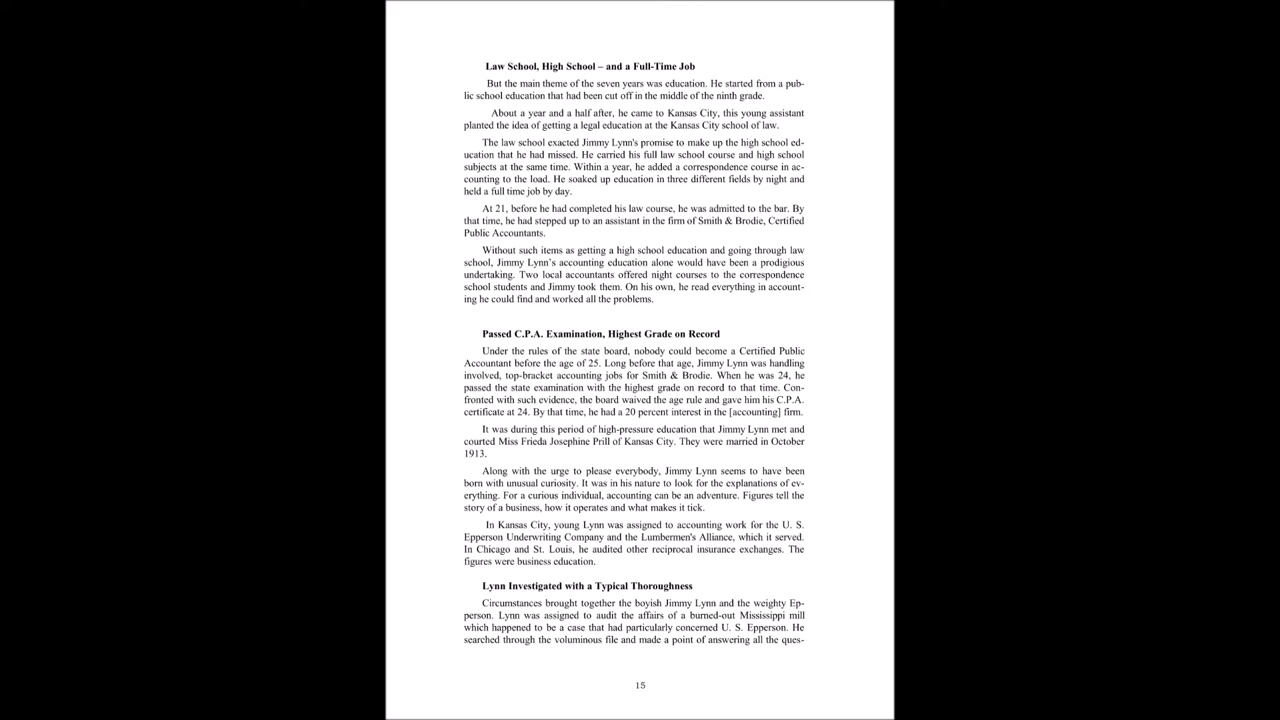 Law School, High School – and a Full-Time Job
But the main theme of the seven years was education. He started from a pub-
lic school education that had been cut off in the middle of the ninth grade.
About a year and a half after, he came to Kansas City, this young assistant
planted the idea of getting a legal education at the Kansas City school of law.
The law school exacted Jimmy Lynn's promise to make up the high school ed-
ucation that he had missed. He carried his full law school course and high school
subjects at the same time. Within a year, he added a correspondence course in ac-
counting to the load. He soaked up education in three different fields by night and
held a full time job by day.
At 21, before he had completed his law course, he was admitted to the bar. By
that time, he had stepped up to an assistant in the firm of Smith & Brodie, Certified
Public Accountants.
Without such items as getting a high school education and going through law
school, Jimmy Lynn's accounting education alone would have been a prodigious
undertaking. Two local accountants offered night courses to the correspondence
school students and Jimmy took them. On his own, he read everything in account-
ing he could find and worked all the problems.
Passed C.P.A. Examination, Highest Grade on Record
Under the rules of the state board, nobody could become a Certified Public
Accountant before the age of 25. Long before that age, Jimmy Lynn was handling
involved, top-bracket accounting jobs for Smith & Brodie. When he was 24, he
passed the state examination with the highest grade on record to that time. Con-
fronted with such evidence, the board waived the age rule and gave him his C.P.A.
certificate at 24. By that time, he had a 20 percent interest in the [accounting] firm.
It was during this period of high-pressure education that Jimmy Lynn met and
courted Miss Frieda Josephine Prill of Kansas City. They were married in October
1913.
Along with the urge to please everybody, Jimmy Lynn seems to have been
born with unusual curiosity. It was in his nature to look for the explanations of ev-
erything. For a curious individual, accounting can be an adventure. Figures tell the
story of a business, how it operates and what makes it tick.
In Kansas City, young Lynn was assigned to accounting work for the U. S.
Epperson Underwriting Company and the Lumbermen's Alliance, which it served.
In Chicago and St. Louis, he audited other reciprocal insurance exchanges. The
figures were business education.
Lynn Investigated with a Typical Thoroughness
Circumstances brought together the boyish Jimmy Lynn and the weighty Ep-
person. Lynn was assigned to audit the affairs of a burned-out Mississippi mill
which happened to be a case that had particularly concerned U. S. Epperson. He
searched through the voluminous file and made a point of answering all the ques-
15